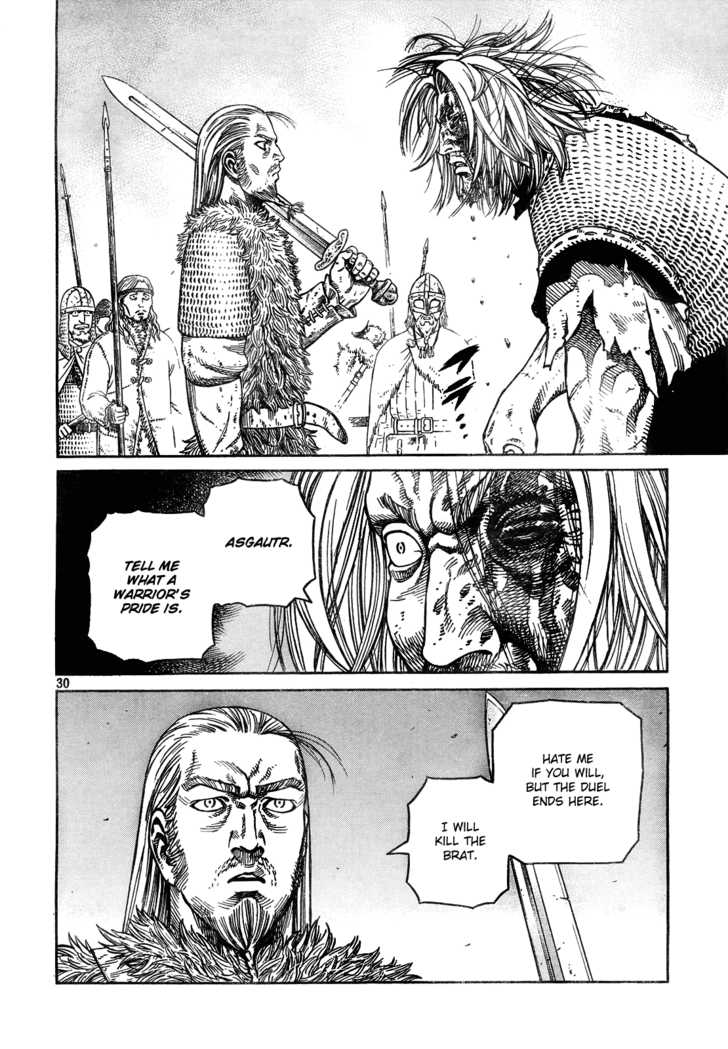 ASGAUTR.
TELL ME
WHAT A
WARRIOR'S
PRIDE IS.
30
HATE ME
IF YOU WILL,
BUT THE DUEL
ENDS HERE.
I WILL
KILL THE
BRAT.